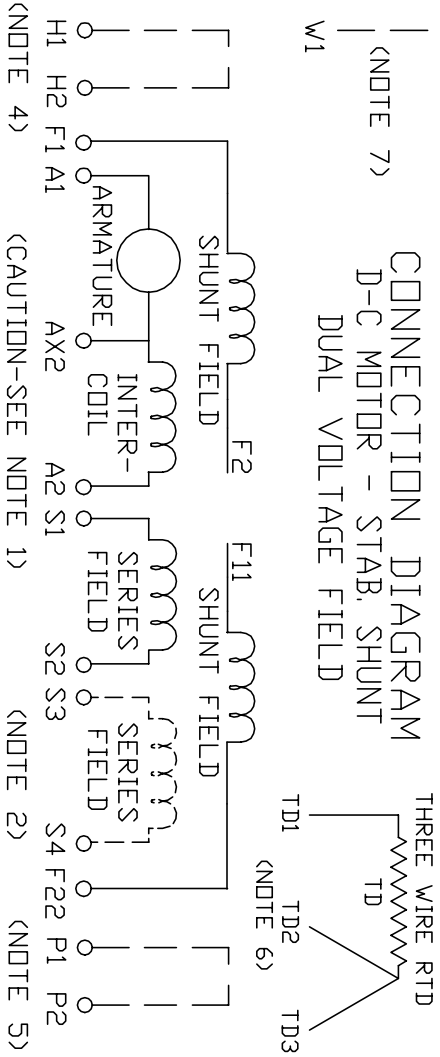 CONNECTION DIAGRAM
D-C MOTOR - STAB. SHUNT
DUAL VOLTAGE FIELD
W1
(NOTE 7)
THREE WIRE RTD
TD
TD1
TD2
TD3
(NOTE 6)
F2
F11
SHUNT FIELD
SHUNT FIELD
ARMATURE
INTER-
COIL
SERIES
FIELD
SERIES
FIELD
H1
H2
F1
A1
AX2
A2
S1
S2
S3
S4
F22
P1
P2
(NOTE 4)
(CAUTION-SEE NOTE 1)
(NOTE 2)
(NOTE 5)